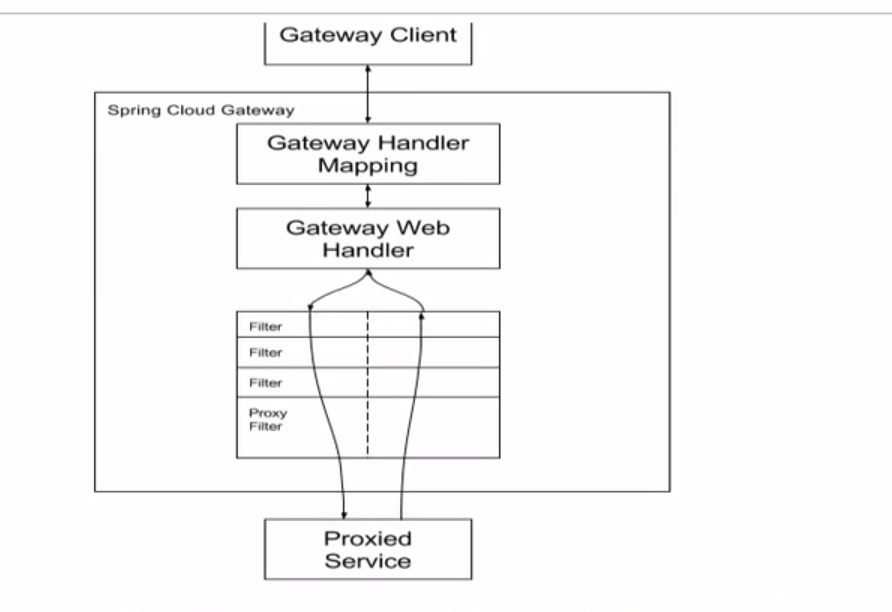 Gateway Client
Spring Cloud Gateway
Gateway Handler
Mapping
Gateway Web
Handler
Filter
Filter
Filter
Proxy
Filter
Proxied
Service